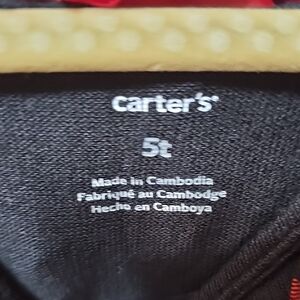 carter's
5t
Made in Cambodia
Fabriqué au Cambodge
Hecho en Camboya